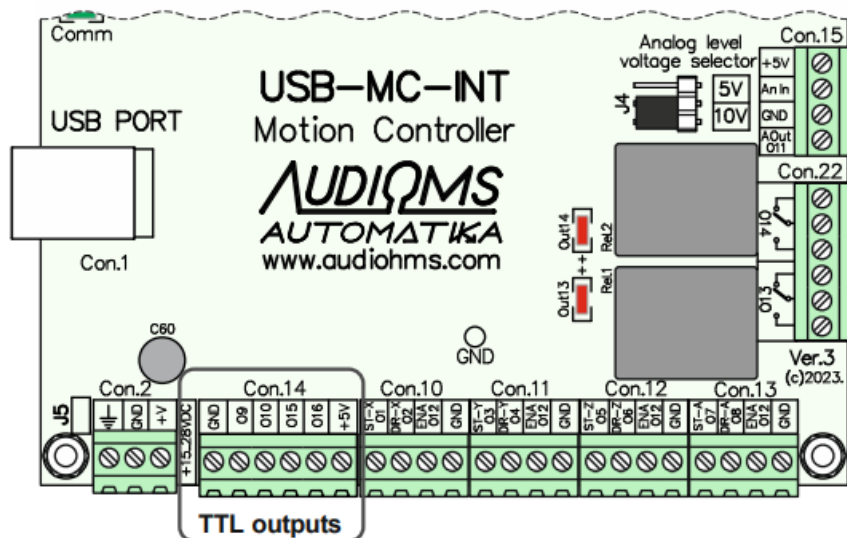 Comm
USB PORT
Con.1
USB-MC-INT
Motion Controller
AUDIΩMS
AUTOMATIKA
www.audiohms.com
Analog level
voltage selector
J4
5V
10V
Con.15
+5V
An In
GND
AOut
O11
Con.22
O14
O13
Out14
Rel.2
++
Out13
Rel.1
C60
GND
Ver.3
(c)2023.
J5
Con.2
GND
+V
+15..28VDC
Con.14
GND
O9
O10
O15
O16
+5V
Con.10
ST-X
O1
DR-X
O2
ENA
O12
GND
Con.11
ST-Y
O3
DR-Y
O4
ENA
O12
GND
Con.12
ST-Z
O5
DR-Z
O6
ENA
O12
GND
Con.13
ST-A
O7
DR-A
O8
ENA
O12
GND
TTL outputs